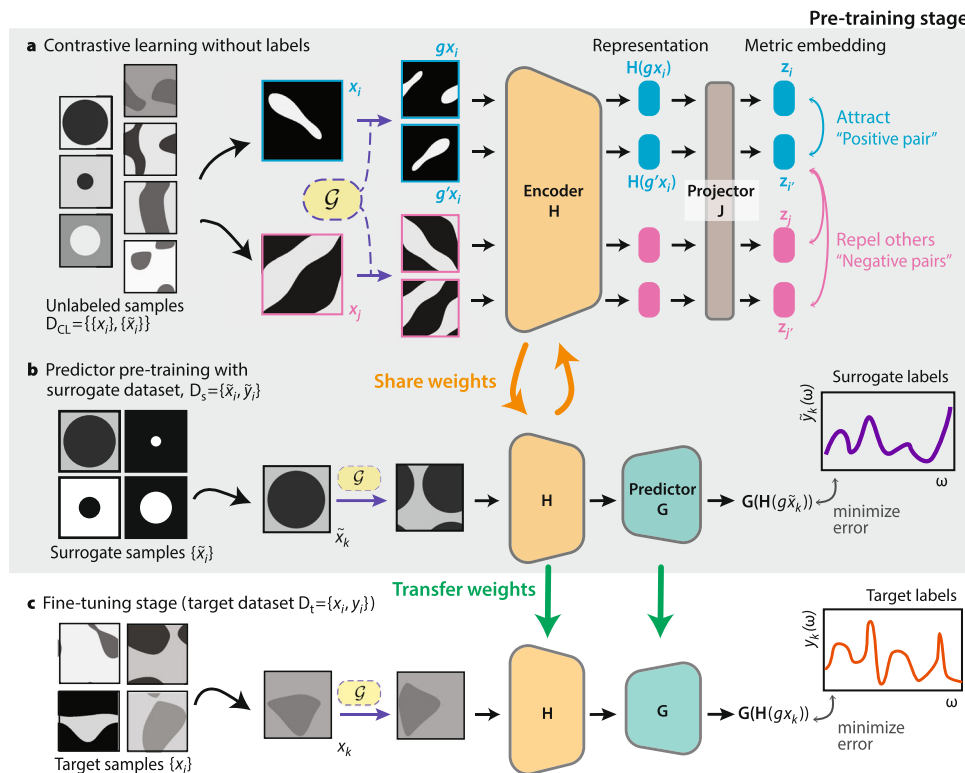 Pre-training stage
a Contrastive learning without labels
Representation
Metric embedding
gxᵢ
xᵢ
H(gxᵢ)
zᵢ
Attract
"Positive pair"
G
g′xᵢ
Encoder
H
H(g′xᵢ)
Projector
J
zᵢ′
zⱼ
Repel others
"Negative pairs"
xⱼ
zⱼ′
Unlabeled samples
D_CL={{xᵢ},{x̃ᵢ}}
b Predictor pre-training with
surrogate dataset, Dₛ={x̃ᵢ, ỹᵢ}
Share weights
Surrogate labels
ỹₖ(ω)
ω
G
x̃ₖ
H
Predictor
G
G(H(gx̃ₖ))
minimize
error
Surrogate samples {x̃ᵢ}
Transfer weights
c Fine-tuning stage (target dataset Dₜ={xᵢ, yᵢ})
Target labels
yₖ(ω)
ω
G
xₖ
H
G
G(H(gxₖ))
minimize
error
Target samples {xᵢ}